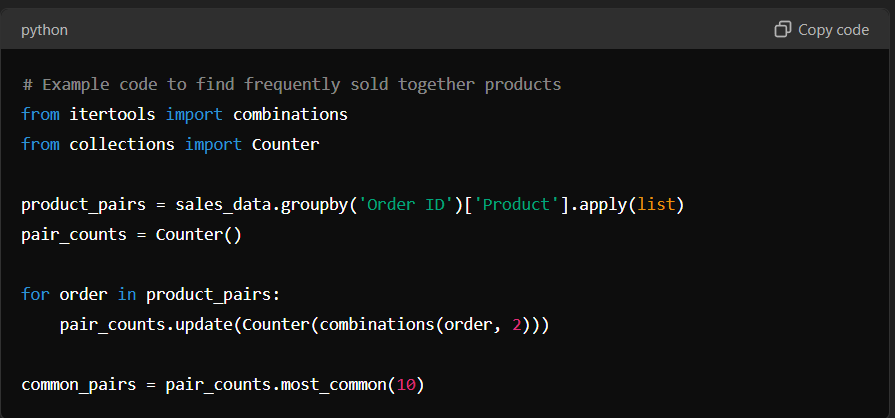 python
Copy code
# Example code to find frequently sold together products
from itertools import combinations
from collections import Counter
product_pairs = sales_data.groupby('Order ID')['Product'].apply(list)
pair_counts = Counter()
for order in product_pairs:
    pair_counts.update(Counter(combinations(order, 2)))
common_pairs = pair_counts.most_common(10)